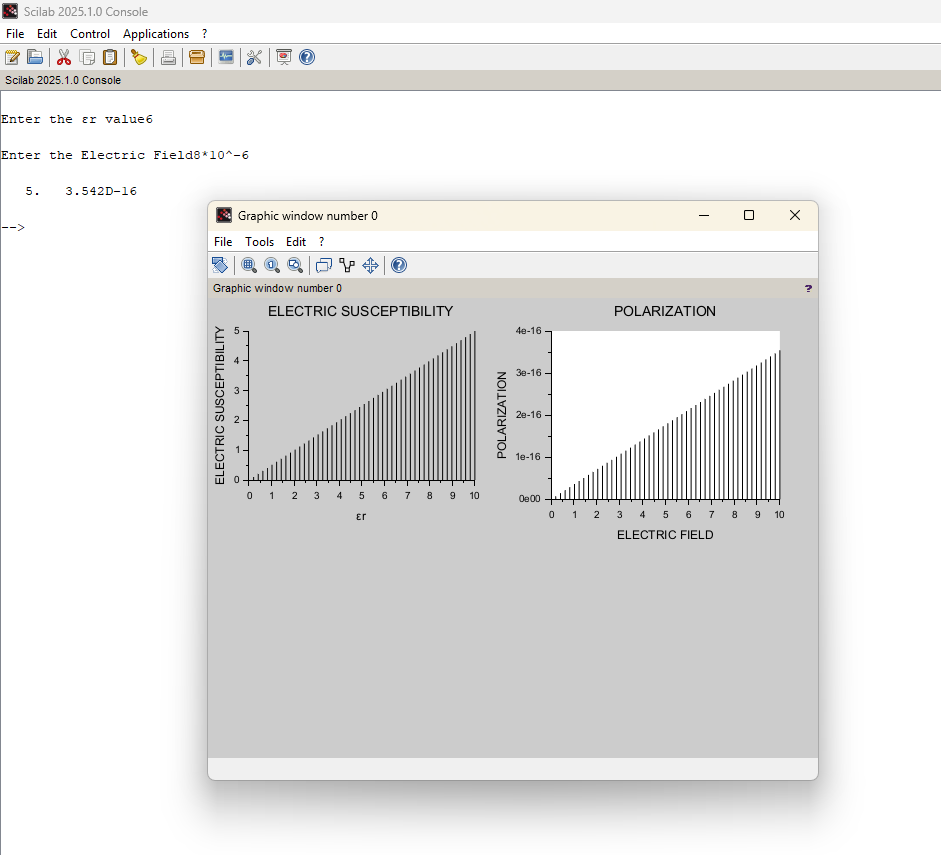 Scilab 2025.1.0 Console
File Edit Control Applications ?
Scilab 2025.1.0 Console
Enter the εr value6
Enter the Electric Field8*10^-6
5. 3.542D-16
-->
Graphic window number 0
File Tools Edit ?
Graphic window number 0 ?
ELECTRIC SUSCEPTIBILITY
ELECTRIC SUSCEPTIBILITY
5
4
3
2
1
0
0 1 2 3 4 5 6 7 8 9 10
εr
POLARIZATION
POLARIZATION
4e-16
3e-16
2e-16
1e-16
0e00
0 1 2 3 4 5 6 7 8 9 10
ELECTRIC FIELD